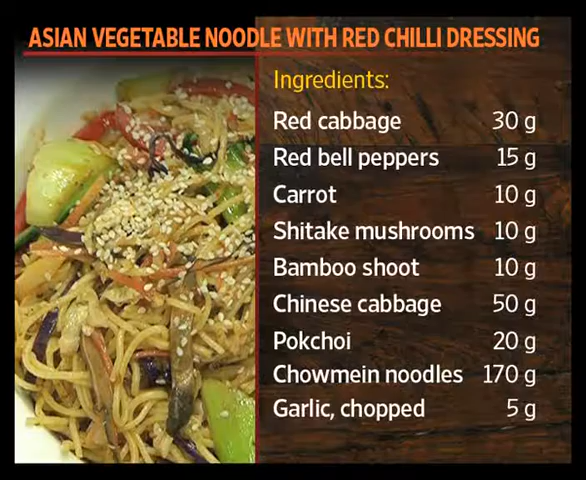 ASIAN VEGETABLE NOODLE WITH RED CHILLI DRESSING
Ingredients:
Red cabbage 30 g
Red bell peppers 15 g
Carrot 10 g
Shitake mushrooms 10 g
Bamboo shoot 10 g
Chinese cabbage 50 g
Pokchoi 20 g
Chowmein noodles 170 g
Garlic, chopped 5 g